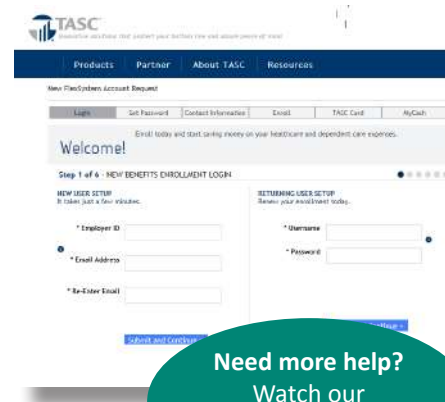 TASC
Products Partner About TASC Resources
New FlexSystem Account Request
Login Set Password Contact Information Enroll TASC Card MyCash
Enroll today and start saving money on your healthcare and dependent care expenses.
Welcome!
Step 1 of 6 - NEW BENEFITS ENROLLMENT LOGIN
NEW USER SETUP
It takes just a few minutes.
* Employer ID
* Email Address
* Re-Enter Email
Submit and Continue
RETURNING USER SETUP
Renew your enrollment today.
* Username
* Password
Need more help?
Watch our